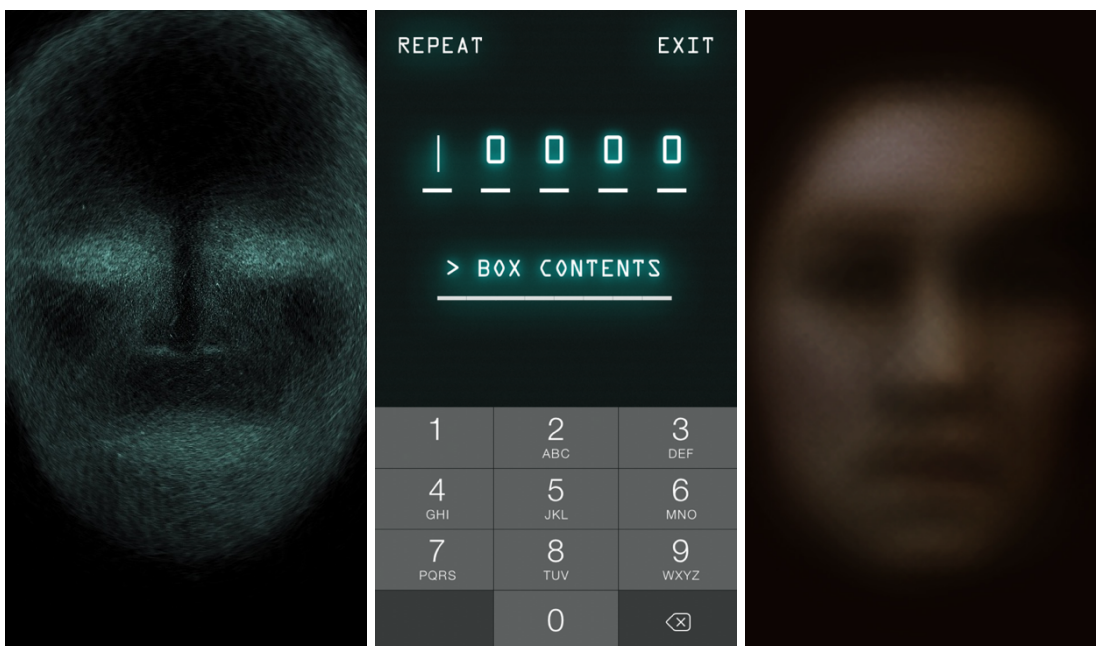 REPEAT EXIT
0 0 0 0
> BOX CONTENTS
1 2 3
ABC DEF
4 5 6
GHI JKL MNO
7 8 9
PQRS TUV WXYZ
0